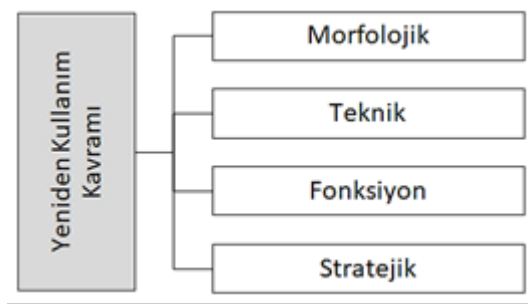 Yeniden Kullanım
Kavramı
Morfolojik
Teknik
Fonksiyon
Stratejik